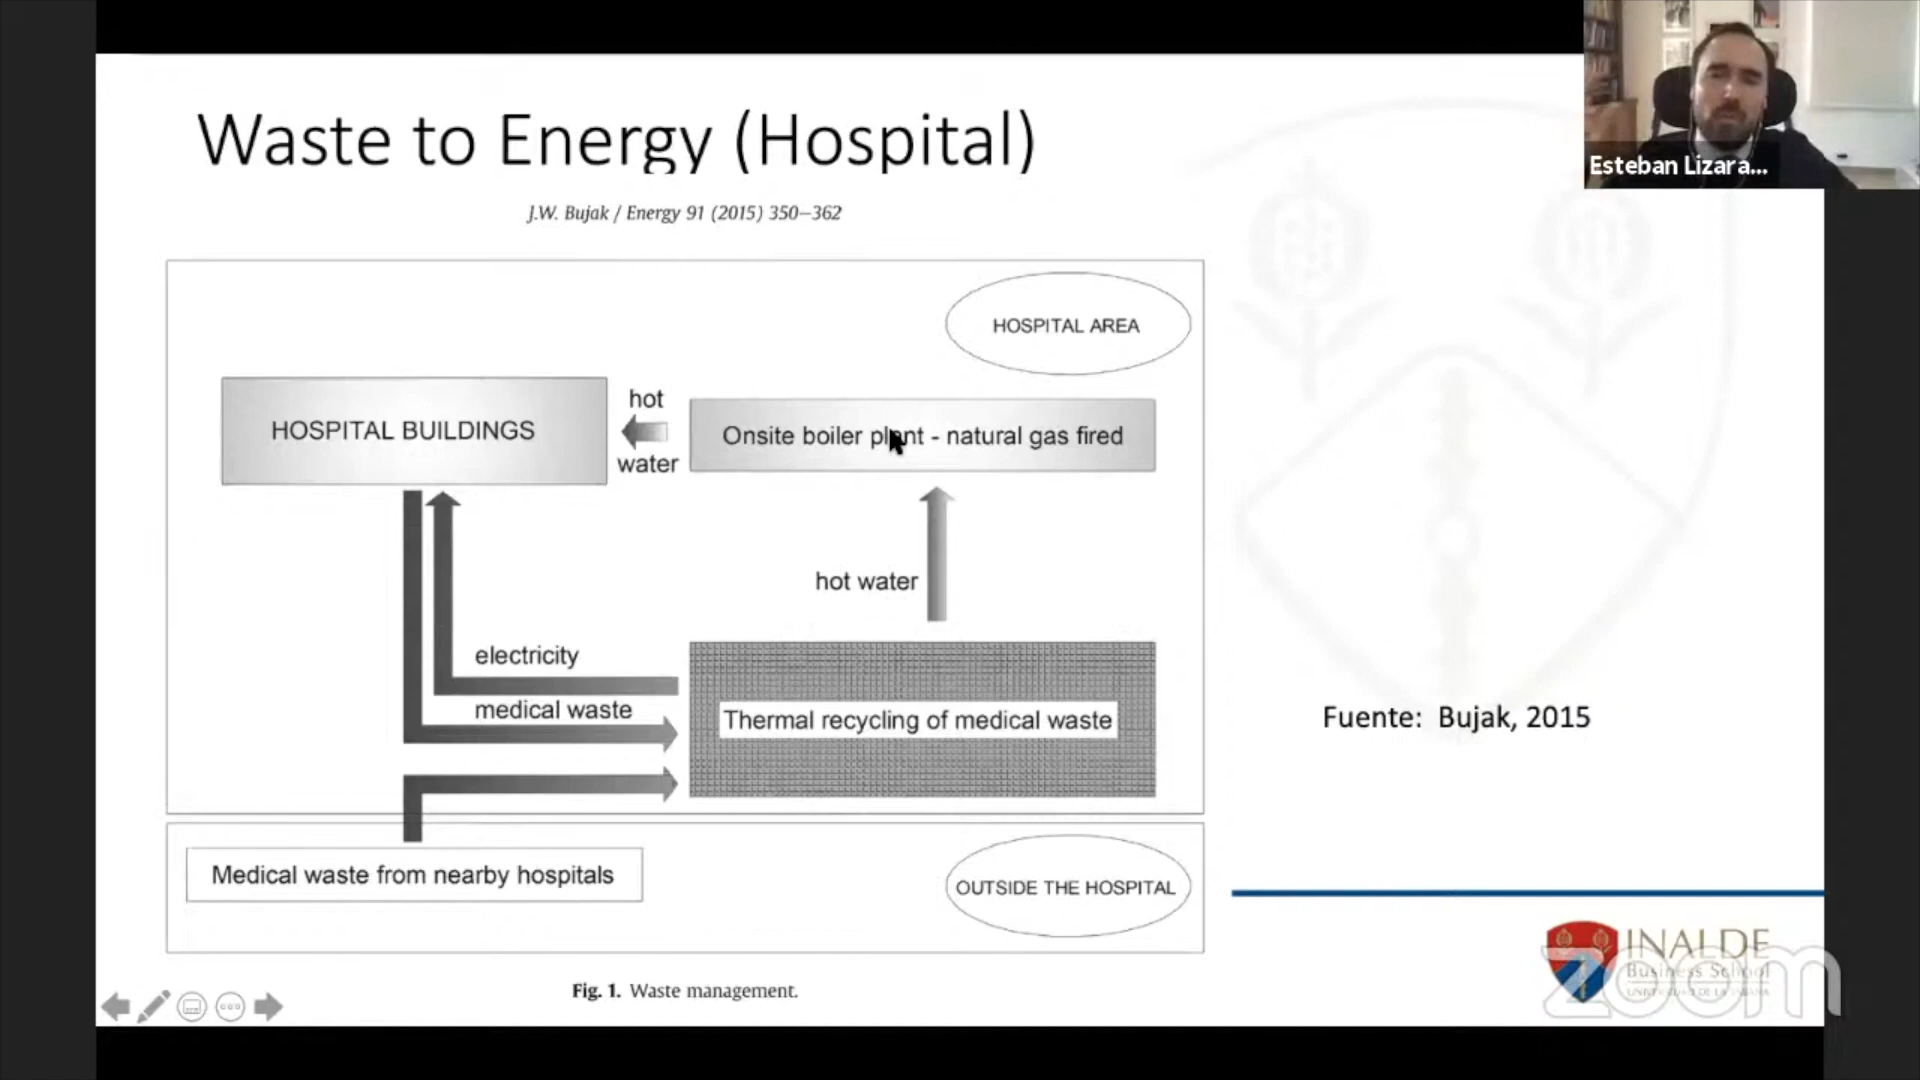 Waste to Energy (Hospital)
Esteban Lizara...
J.W. Bujak / Energy 91 (2015) 350–362
HOSPITAL AREA
HOSPITAL BUILDINGS
hot
water
Onsite boiler plant - natural gas fired
hot water
electricity
medical waste
Thermal recycling of medical waste
Fuente: Bujak, 2015
Medical waste from nearby hospitals
OUTSIDE THE HOSPITAL
Fig. 1. Waste management.
INALDE
Business School
zoom